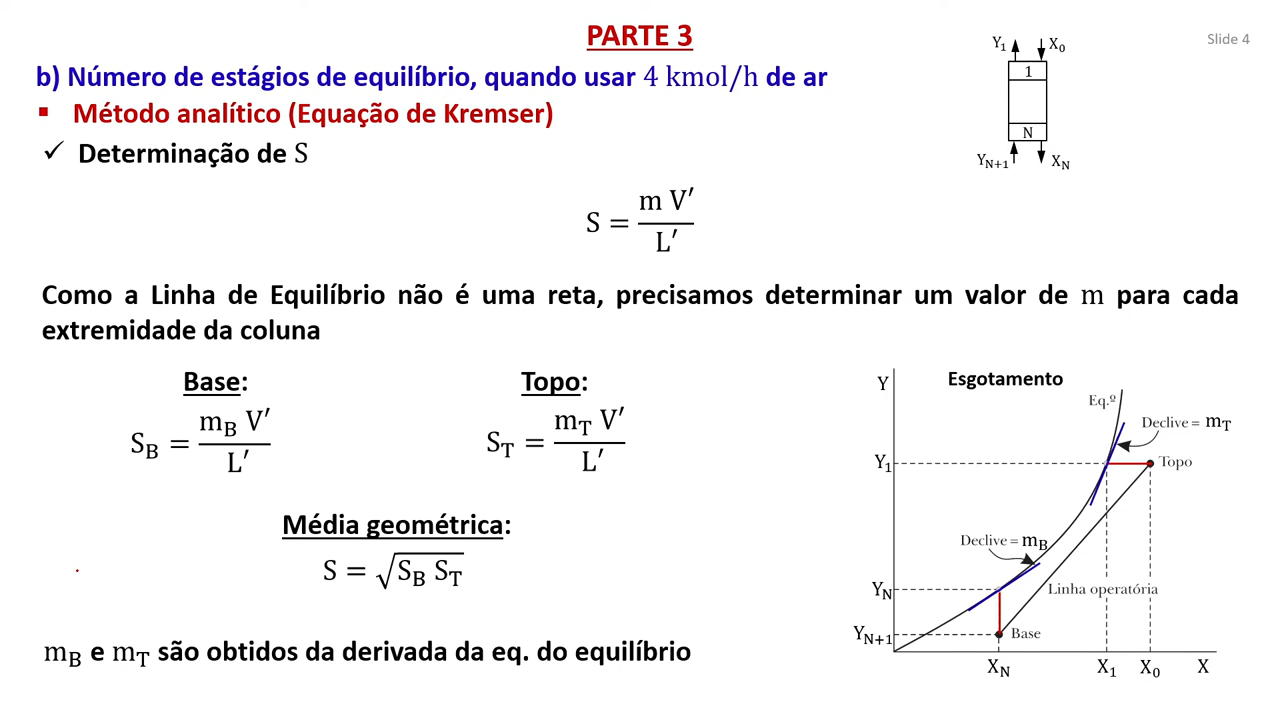 PARTE 3
Slide 4
b) Número de estágios de equilíbrio, quando usar 4 kmol/h de ar
▪ Método analítico (Equação de Kremser)
✓ Determinação de S
Y₁ X₀
1
N
Yₙ₊₁ Xₙ
S = m V′ / L′
Como a Linha de Equilíbrio não é uma reta, precisamos determinar um valor de m para cada
extremidade da coluna
Base:
S_B = m_B V′ / L′
Topo:
S_T = m_T V′ / L′
Média geométrica:
S = √(S_B S_T)
m_B e m_T são obtidos da derivada da eq. do equilíbrio
Y
Esgotamento
Eq.º
Declive = m_T
Y₁
Topo
Declive = m_B
Y_N
Linha operatória
Y_N+1
Base
X_N X₁ X₀ X